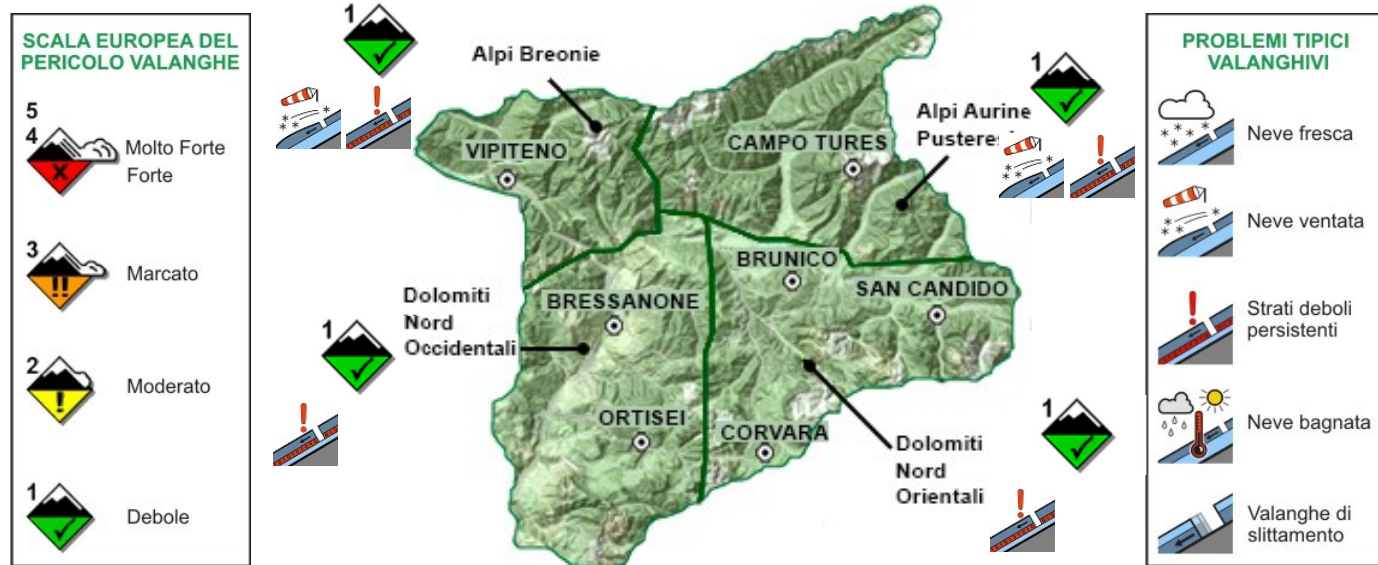 SCALA EUROPEA DEL
PERICOLO VALANGHE
5
4
Molto Forte
Forte
3
Marcato
2
Moderato
1
Debole
1
Alpi Breonie
VIPITENO
CAMPO TURES
Alpi Aurine
1
BRUNICO
SAN CANDIDO
BRESSANONE
Dolomiti
Nord
Occidentali
1
ORTISEI
CORVARA
Dolomiti
Nord
Orientali
1
PROBLEMI TIPICI
VALANGHIVI
Neve fresca
Neve ventata
Strati deboli
persistenti
Neve bagnata
Valanghe di
slittamento